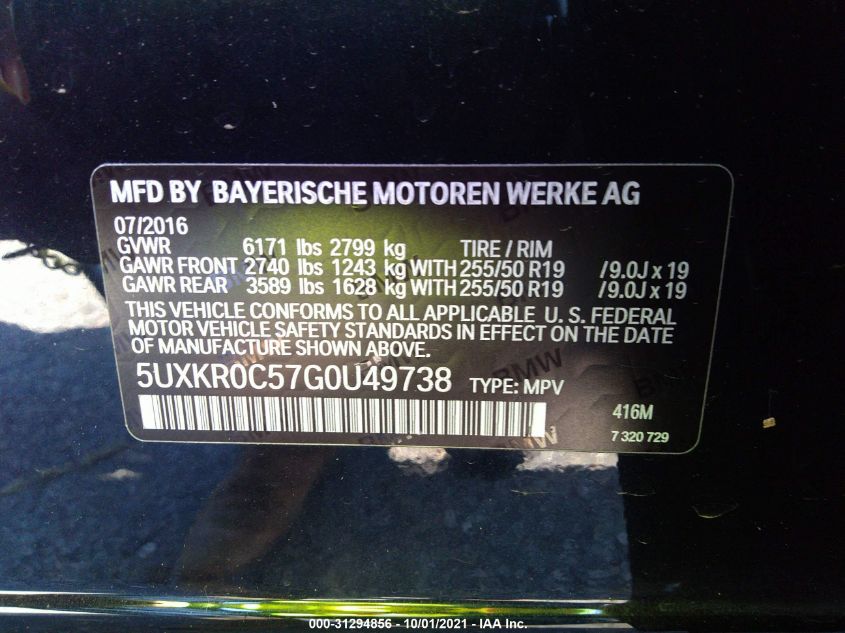 MFD BY BAYERISCHE MOTOREN WERKE AG
07/2016
GVWR 6171 lbs 2799 kg TIRE / RIM
GAWR FRONT 2740 lbs 1243 kg WITH 255/50 R19 /9.0J x 19
GAWR REAR 3589 lbs 1628 kg WITH 255/50 R19 /9.0J x 19
THIS VEHICLE CONFORMS TO ALL APPLICABLE U. S. FEDERAL
MOTOR VEHICLE SAFETY STANDARDS IN EFFECT ON THE DATE
OF MANUFACTURE SHOWN ABOVE.
BMW
5UXKR0C57G0U49738 TYPE: MPV
416M
7 320 729
000-31294856 - 10/01/2021 - IAA Inc.